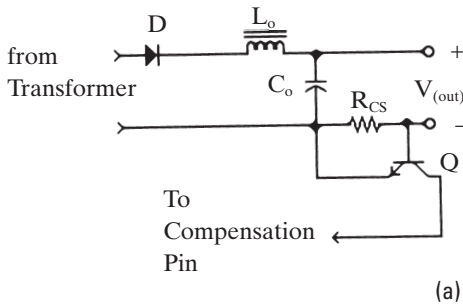 D
Lo
from
Transformer
+
Co
RCS
V(out)
−
Q
To
Compensation
Pin
(a)